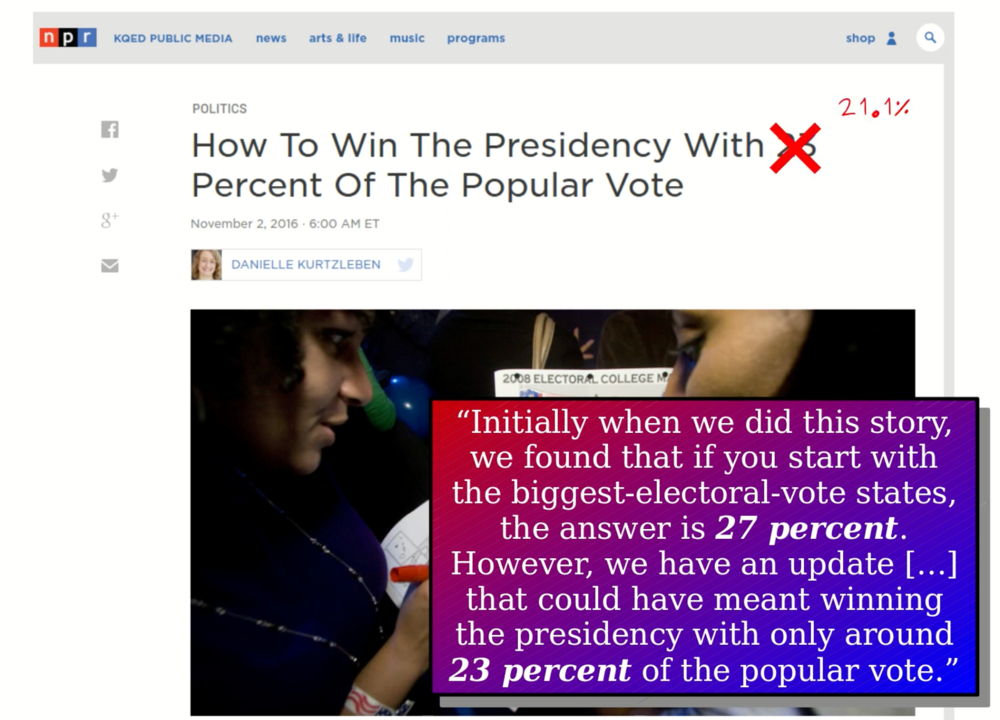 npr KQED PUBLIC MEDIA news arts & life music programs shop
POLITICS
21.1%
How To Win The Presidency With 23
Percent Of The Popular Vote
g+
November 2, 2016 · 6:00 AM ET
DANIELLE KURTZLEBEN
2008 ELECTORAL COLLEGE
“Initially when we did this story,
we found that if you start with
the biggest-electoral-vote states,
the answer is 27 percent.
However, we have an update […]
that could have meant winning
the presidency with only around
23 percent of the popular vote.”